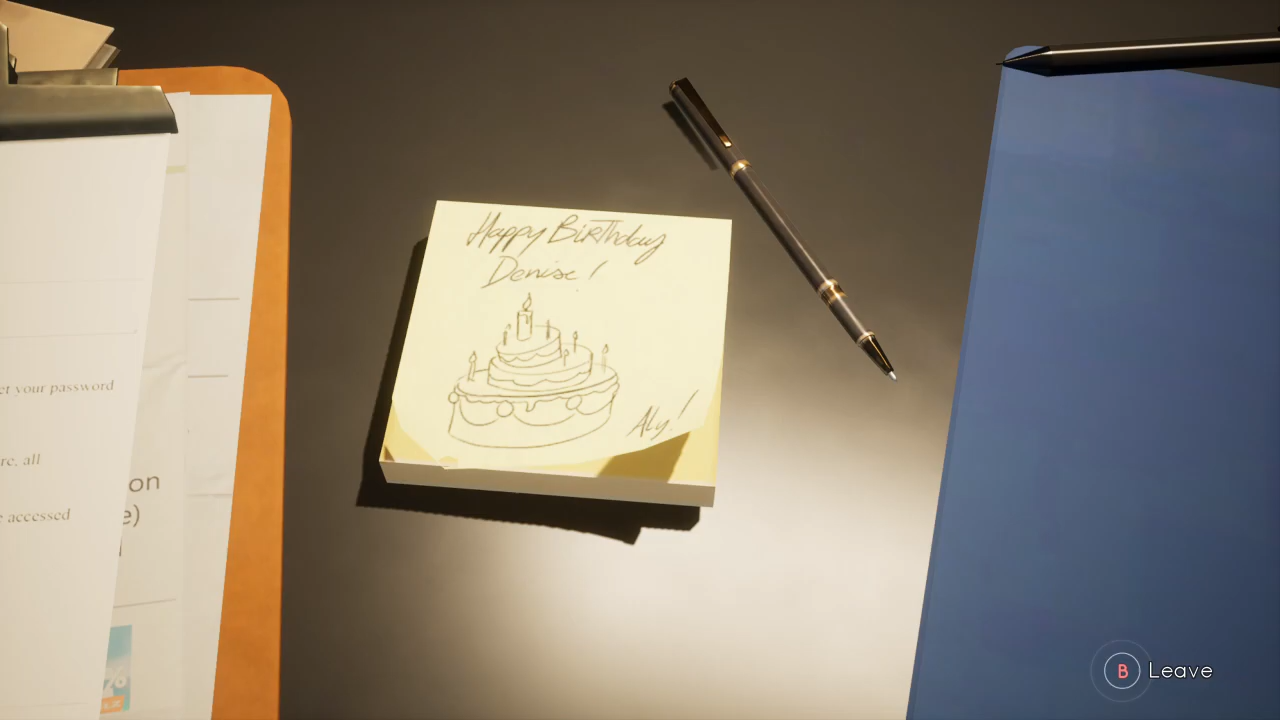 Happy Birthday
Denise!
Aly!
et your password
re, all
e accessed
on
e)
%
B Leave